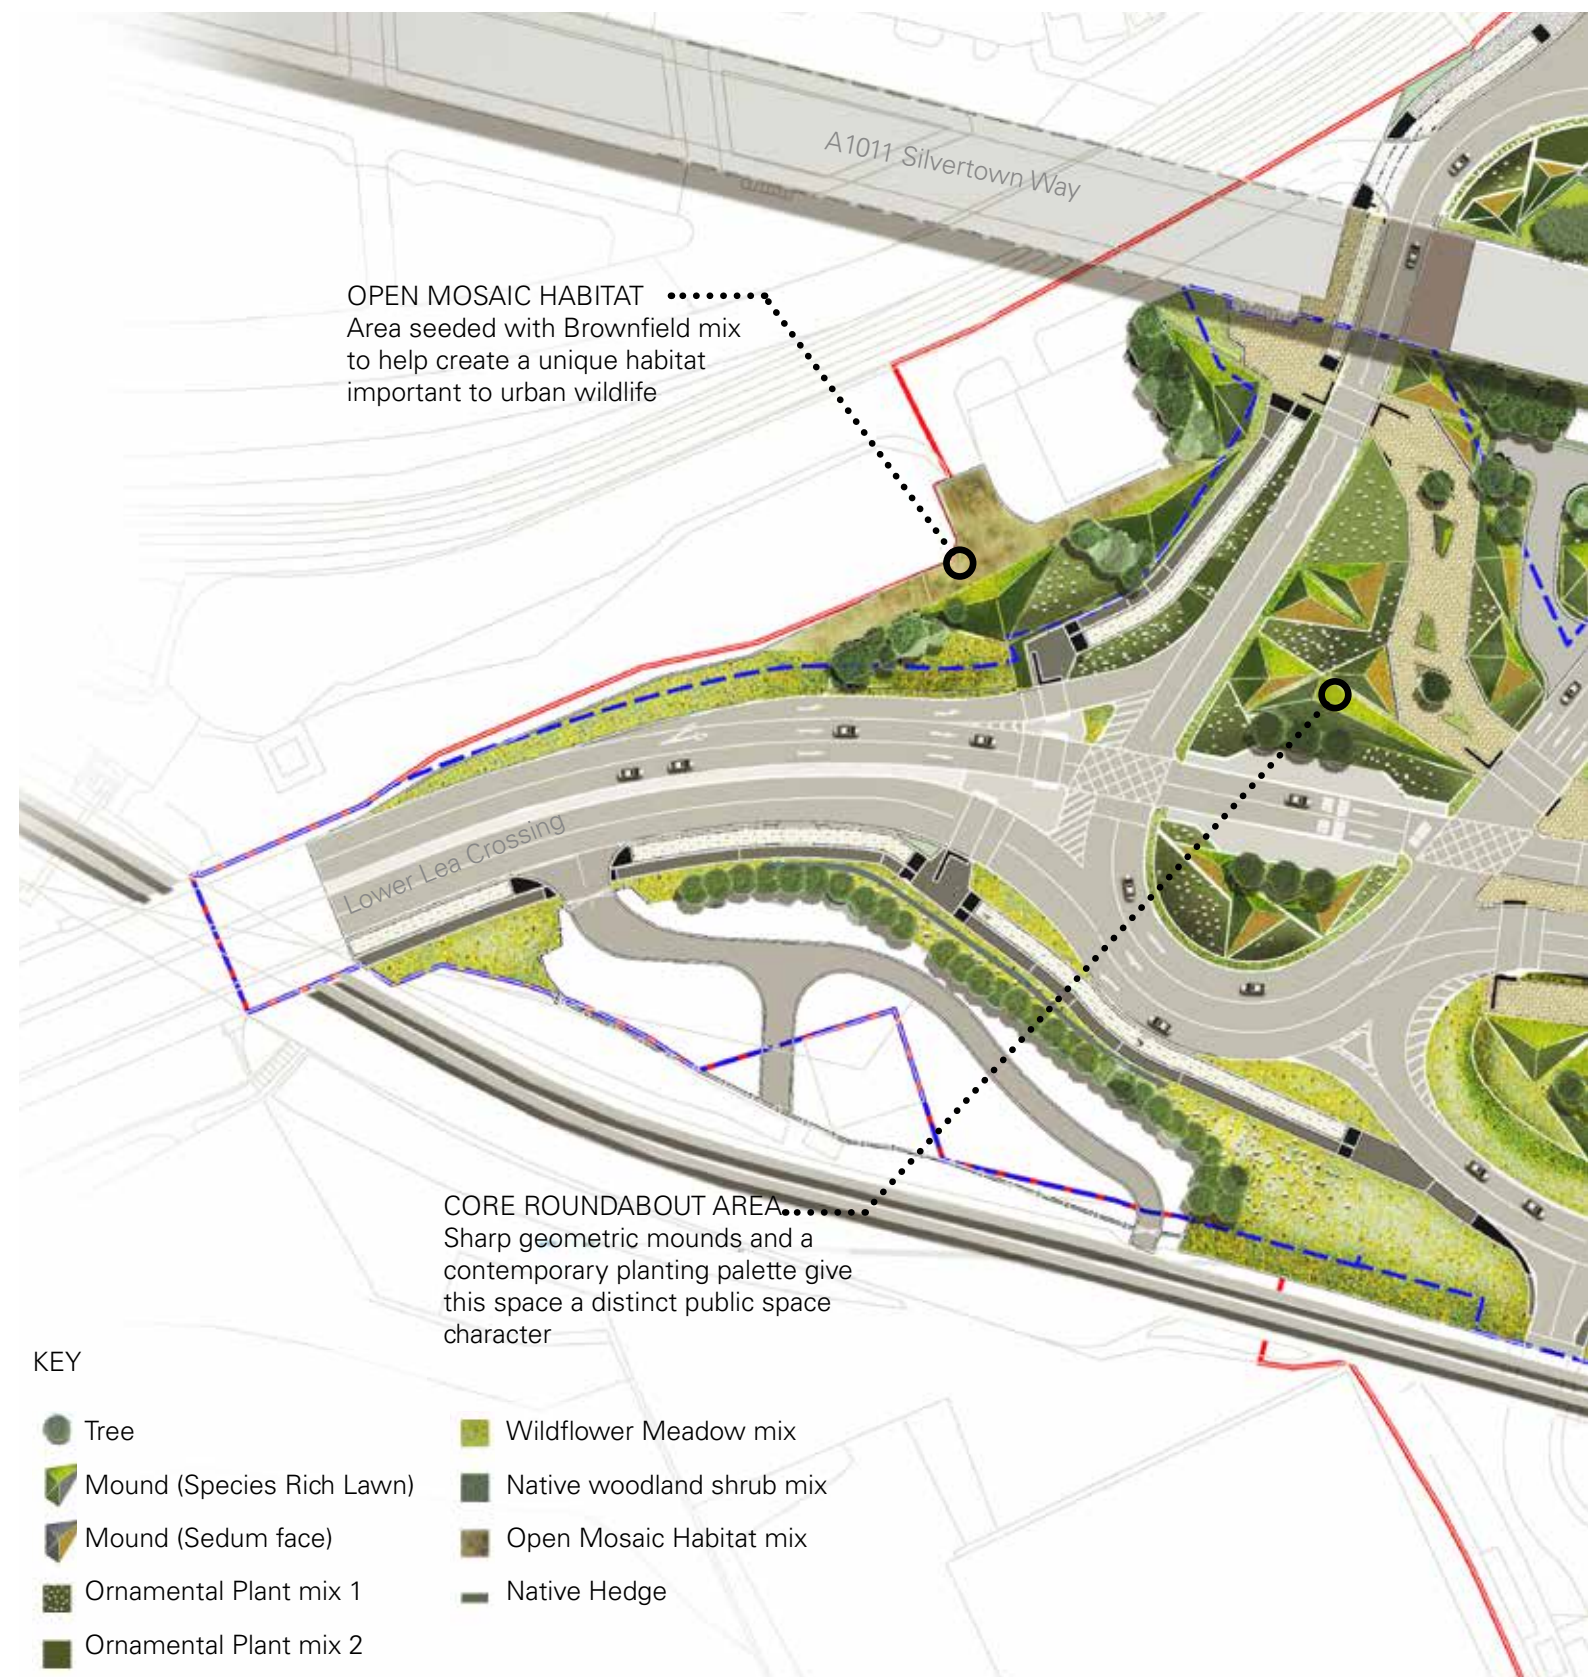 A1011 Silvertown Way
OPEN MOSAIC HABITAT
Area seeded with Brownfield mix
to help create a unique habitat
important to urban wildlife
Lower Lea Crossing
CORE ROUNDABOUT AREA
Sharp geometric mounds and a
contemporary planting palette give
this space a distinct public space
character
KEY
Tree
Mound (Species Rich Lawn)
Mound (Sedum face)
Ornamental Plant mix 1
Ornamental Plant mix 2
Wildflower Meadow mix
Native woodland shrub mix
Open Mosaic Habitat mix
Native Hedge